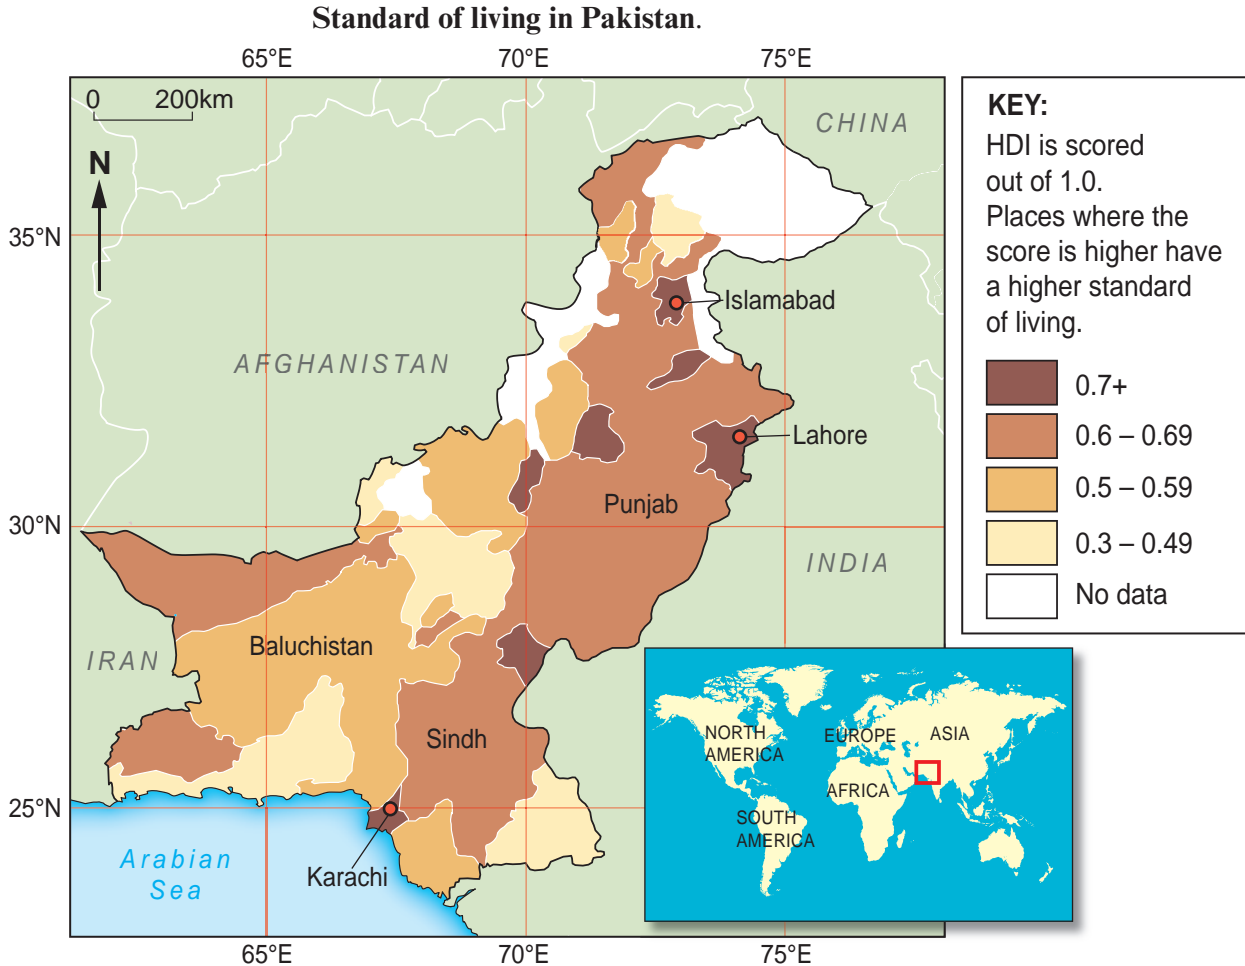 Standard of living in Pakistan.
65°E 70°E 75°E
0 200km
N
CHINA
35°N
Islamabad
AFGHANISTAN
Lahore
Punjab
30°N
INDIA
IRAN
Baluchistan
Sindh
25°N
Karachi
Arabian
Sea
65°E 70°E 75°E
KEY:
HDI is scored
out of 1.0.
Places where the
score is higher have
a higher standard
of living.
0.7+
0.6 – 0.69
0.5 – 0.59
0.3 – 0.49
No data
NORTH
AMERICA
EUROPE
ASIA
AFRICA
SOUTH
AMERICA